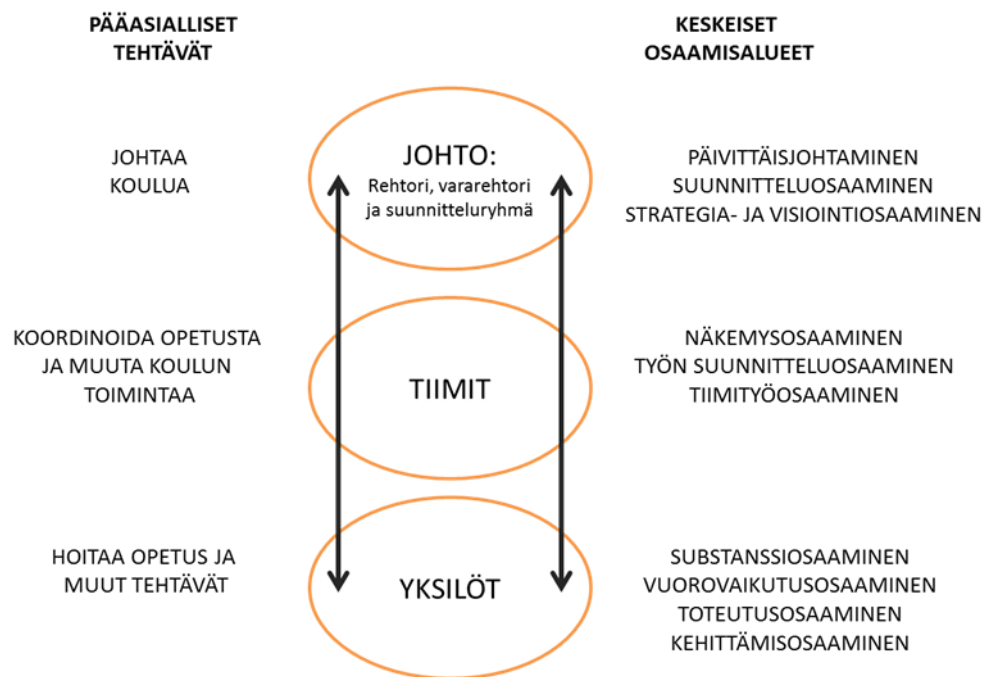 PÄÄASIALLISET
TEHTÄVÄT
KESKEISET
OSAAMISALUEET
JOHTAA
KOULUA
JOHTO:
Rehtori, vararehtori
ja suunnitteluryhmä
PÄIVITTÄISJOHTAMINEN
SUUNNITTELUOSAAMINEN
STRATEGIA- JA VISIOINTIOSAAMINEN
KOORDINOIDA OPETUSTA
JA MUUTA KOULUN
TOIMINTAA
TIIMIT
NÄKEMYSOSAAMINEN
TYÖN SUUNNITTELUOSAAMINEN
TIIMITYÖOSAAMINEN
HOITAA OPETUS JA
MUUT TEHTÄVÄT
YKSILÖT
SUBSTANSSIOSAAMINEN
VUOROVAIKUTUSOSAAMINEN
TOTEUTUSOSAAMINEN
KEHITTÄMISOSAAMINEN